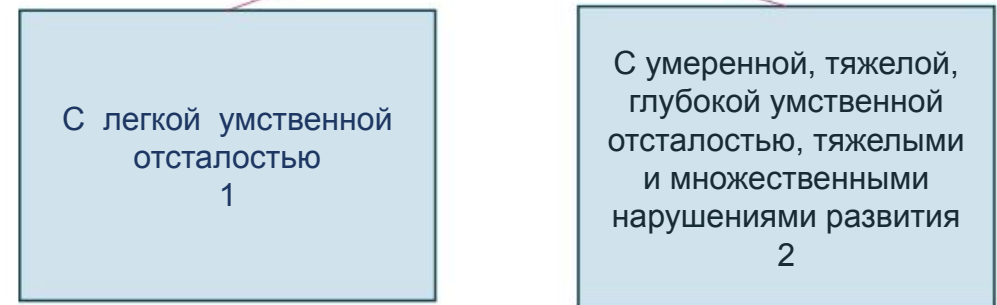 С легкой умственной
отсталостью
1
С умеренной, тяжелой,
глубокой умственной
отсталостью, тяжелыми
и множественными
нарушениями развития
2